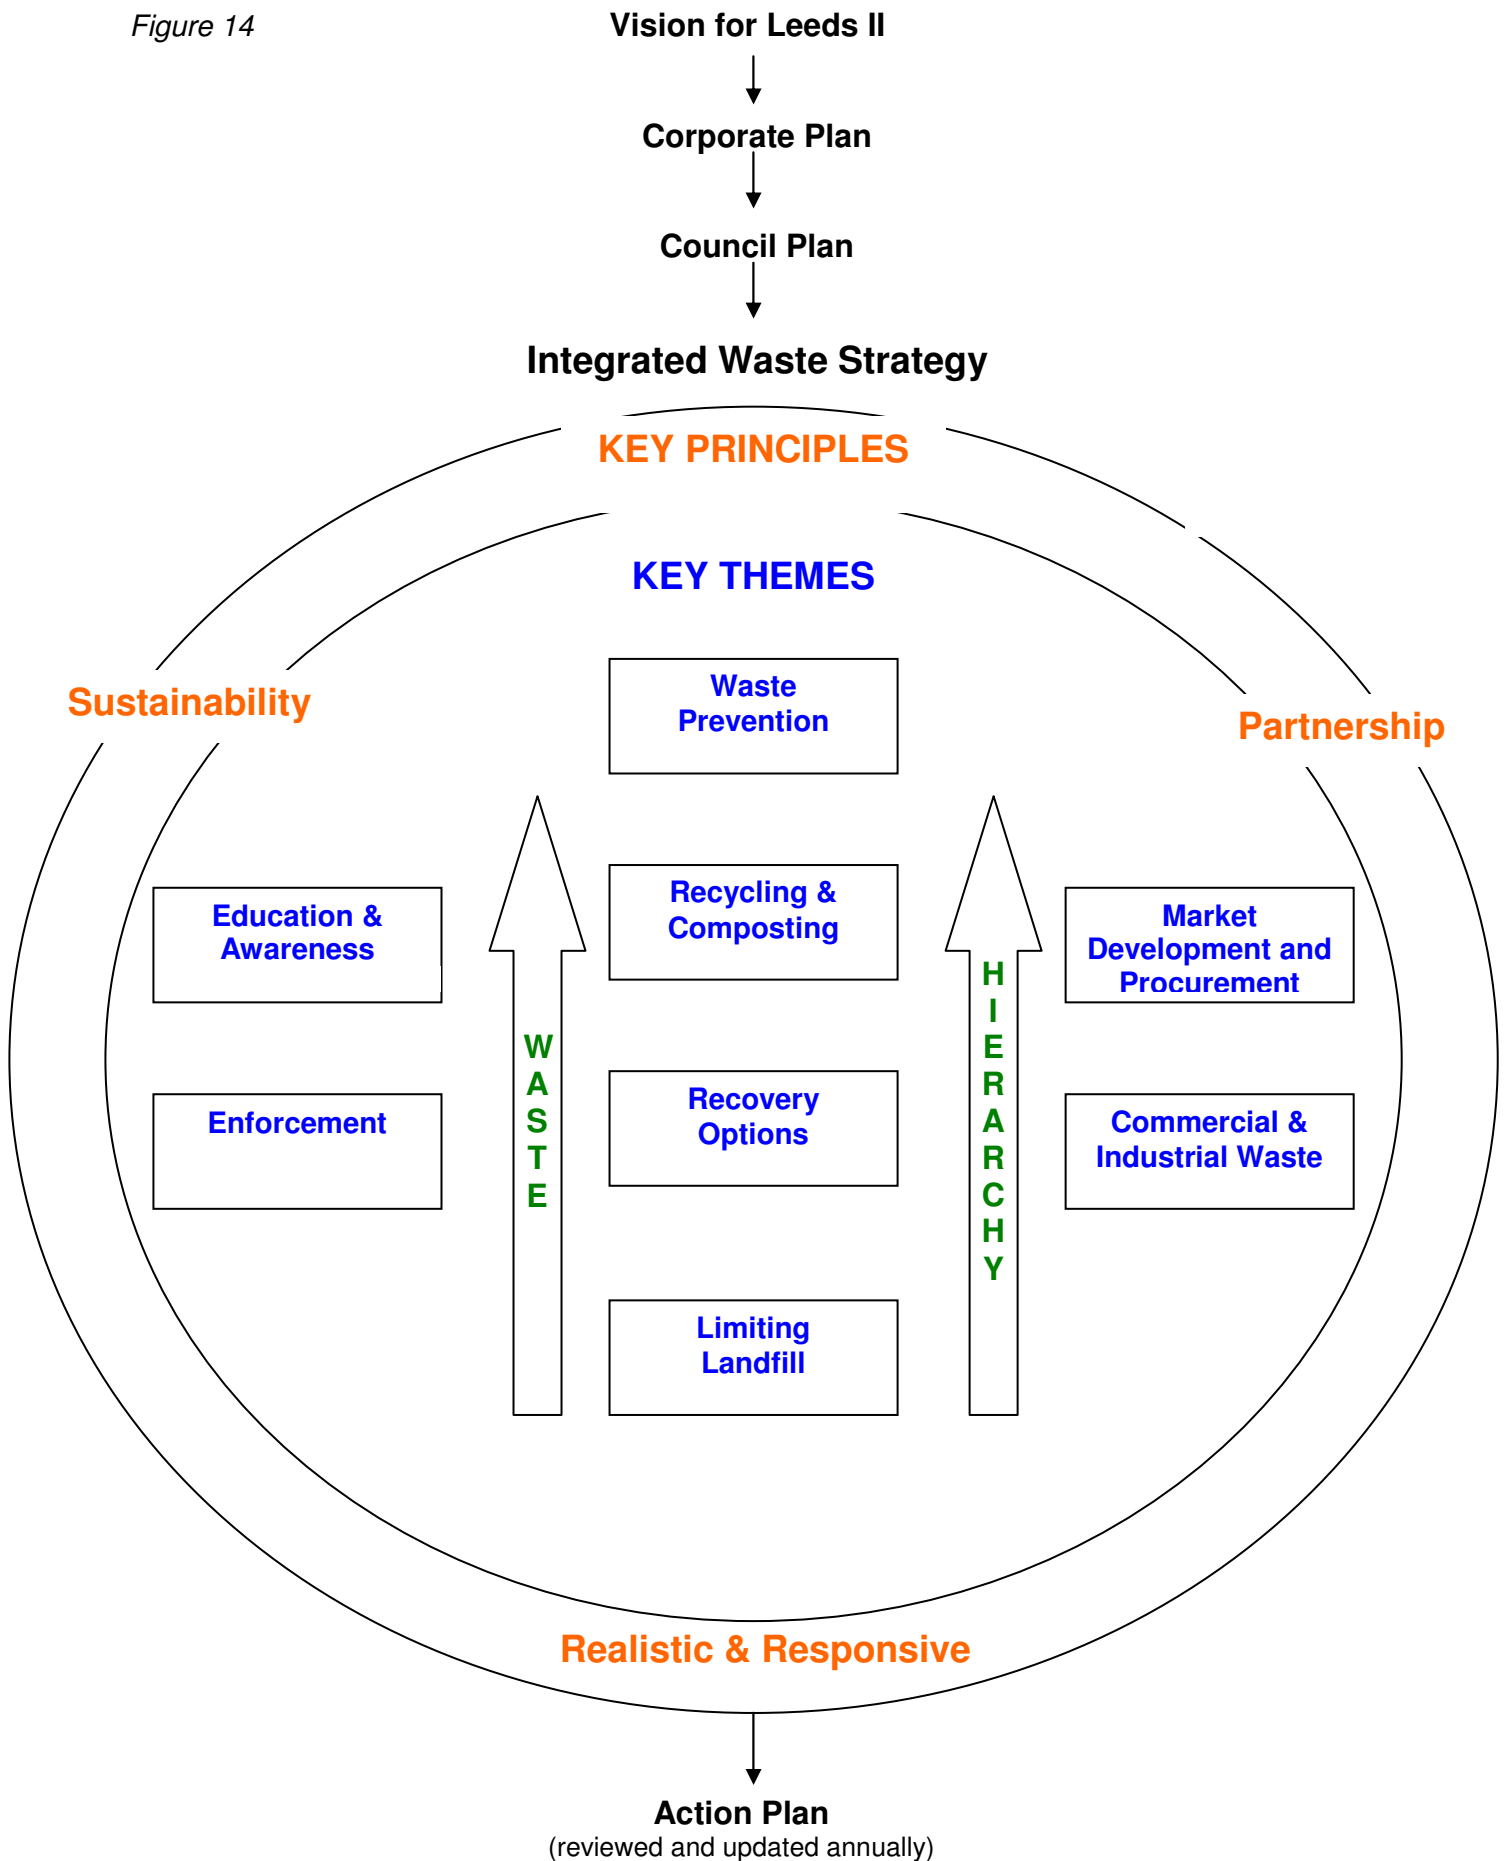 Figure 14
Vision for Leeds II
Corporate Plan
Council Plan
Integrated Waste Strategy
KEY PRINCIPLES
KEY THEMES
Sustainability
Partnership
Waste
Prevention
Education &
Awareness
Recycling &
Composting
Market
Development and
Procurement
WASTE
HIERARCHY
Enforcement
Recovery
Options
Commercial &
Industrial Waste
Limiting
Landfill
Realistic & Responsive
Action Plan
(reviewed and updated annually)